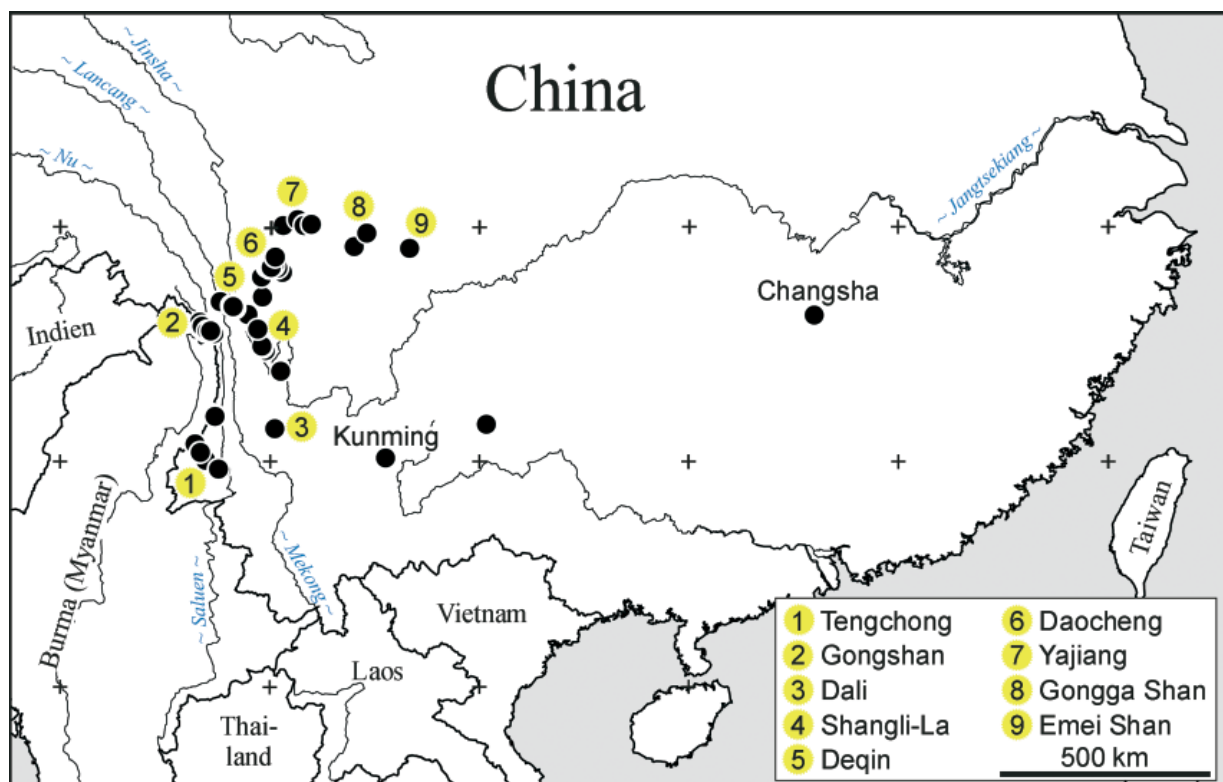 China
~ Jinsha ~
~ Lancang ~
~ Nu ~
~ Jangtsekiang ~
7
8
9
6
5
2
4
3
1
Indien
Changsha
Kunming
Burma (Myanmar)
~ Saluen ~
~ Mekong ~
Vietnam
Laos
Thai-
land
Taiwan
1 Tengchong
2 Gongshan
3 Dali
4 Shangli-La
5 Deqin
6 Daocheng
7 Yajiang
8 Gongga Shan
9 Emei Shan
500 km